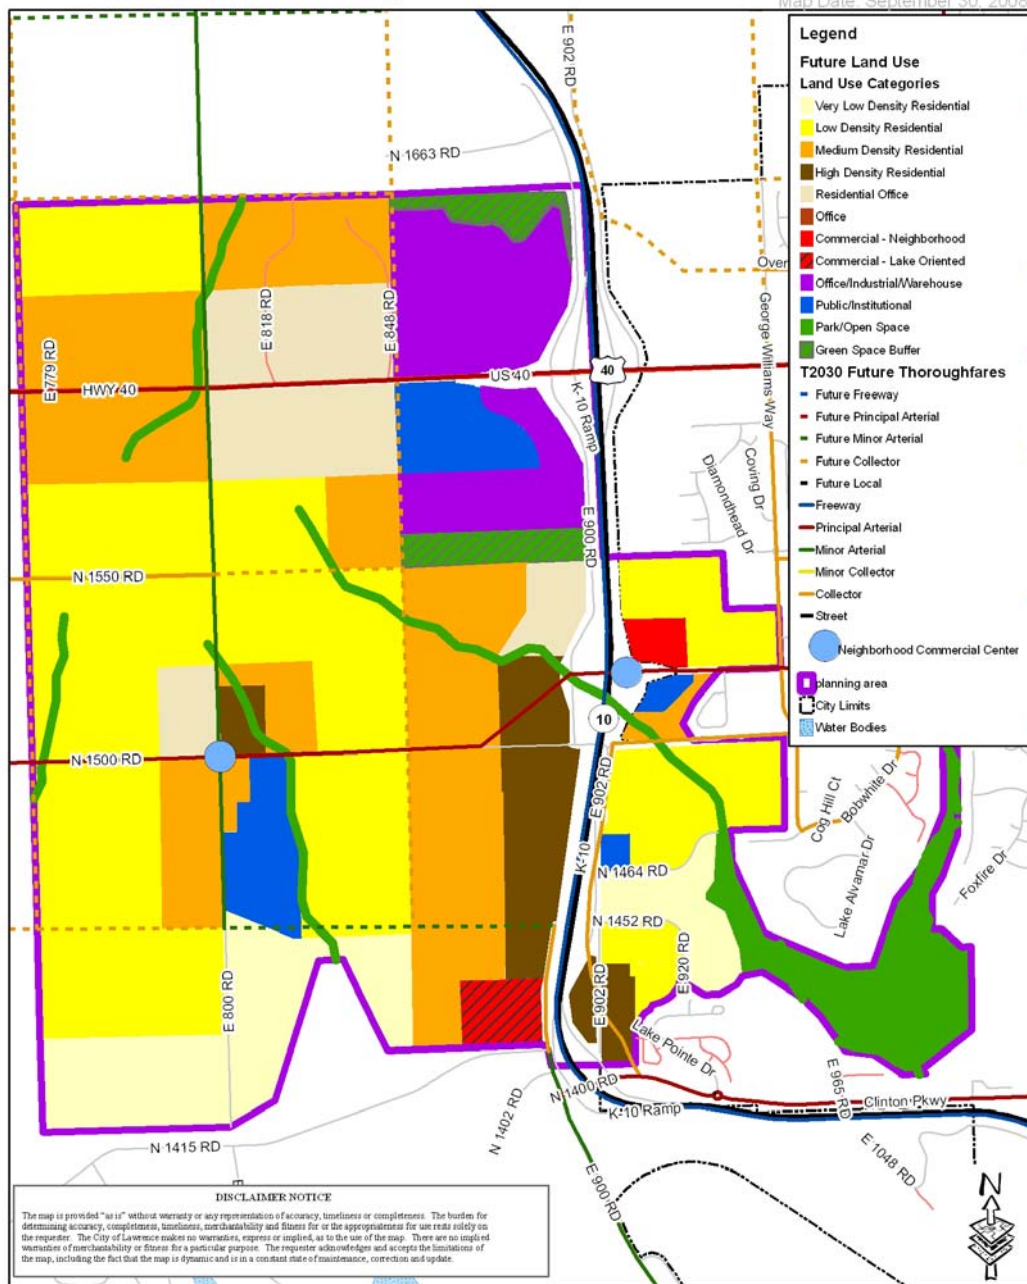 Map Date: September 30, 2008
Legend
Future Land Use
Land Use Categories
Very Low Density Residential
Low Density Residential
Medium Density Residential
High Density Residential
Residential Office
Office
Commercial - Neighborhood
Commercial - Lake Oriented
Office/Industrial/Warehouse
Public/Institutional
Park/Open Space
Green Space Buffer
T2030 Future Thoroughfares
Future Freeway
Future Principal Arterial
Future Minor Arterial
Future Collector
Future Local
Freeway
Principal Arterial
Minor Arterial
Minor Collector
Collector
Street
Neighborhood Commercial Center
planning area
City Limits
Water Bodies
E 902 RD
N 1663 RD
Over
George Williams Way
E 818 RD
E 848 RD
E 779 RD
HWY 40
US 40
40
K-10 Ramp
Diamondhead Dr
Coving Dr
E 900 RD
N 1550 RD
10
N 1500 RD
E 902 RD
Cog Hill Ct
Bobwhite Dr
K-10
N 1464 RD
Lake Alvamar Dr
Foxfire Dr
N 1452 RD
E 920 RD
E 800 RD
E 902 RD
Lake Pointe Dr
N 1400 RD
K-10 Ramp
E 965 RD
Clinton Pkwy
N 1402 RD
N 1415 RD
E 1048 RD
E 900 RD
E
N
DISCLAIMER NOTICE
The map is provided "as is" without warranty or any representation of accuracy, timeliness or completeness. The burden for
determining accuracy, completeness, timeliness, merchantability and fitness for or the appropriateness for use rests solely on
the requester. The City of Lawrence makes no warranties, express or implied, as to the use of the map. There are no implied
warranties of merchantability or fitness for a particular purpose. The requester acknowledges and accepts the limitations of
the map, including the fact that the map is dynamic and is in a constant state of maintenance, correction and update.